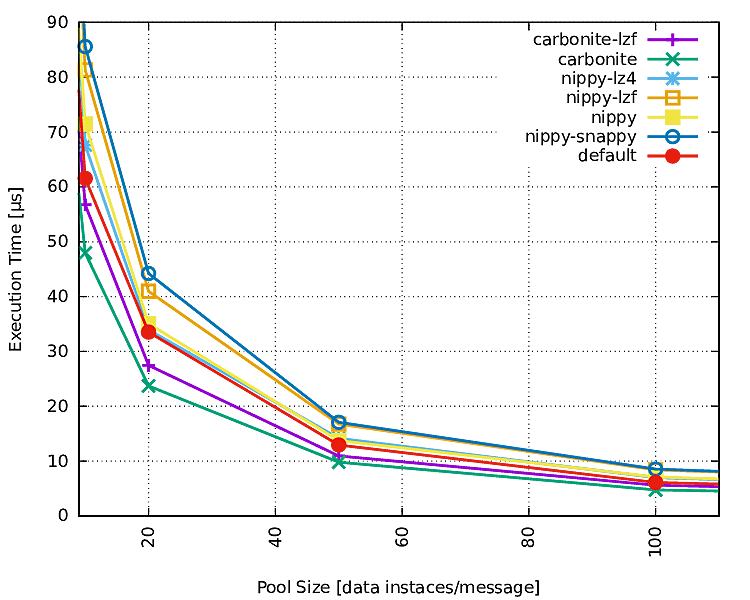 90
80
70
60
50
40
30
20
10
0
Execution Time [µs]
carbonite-lzf
carbonite
nippy-lz4
nippy-lzf
nippy
nippy-snappy
default
20
40
60
80
100
Pool Size [data instaces/message]